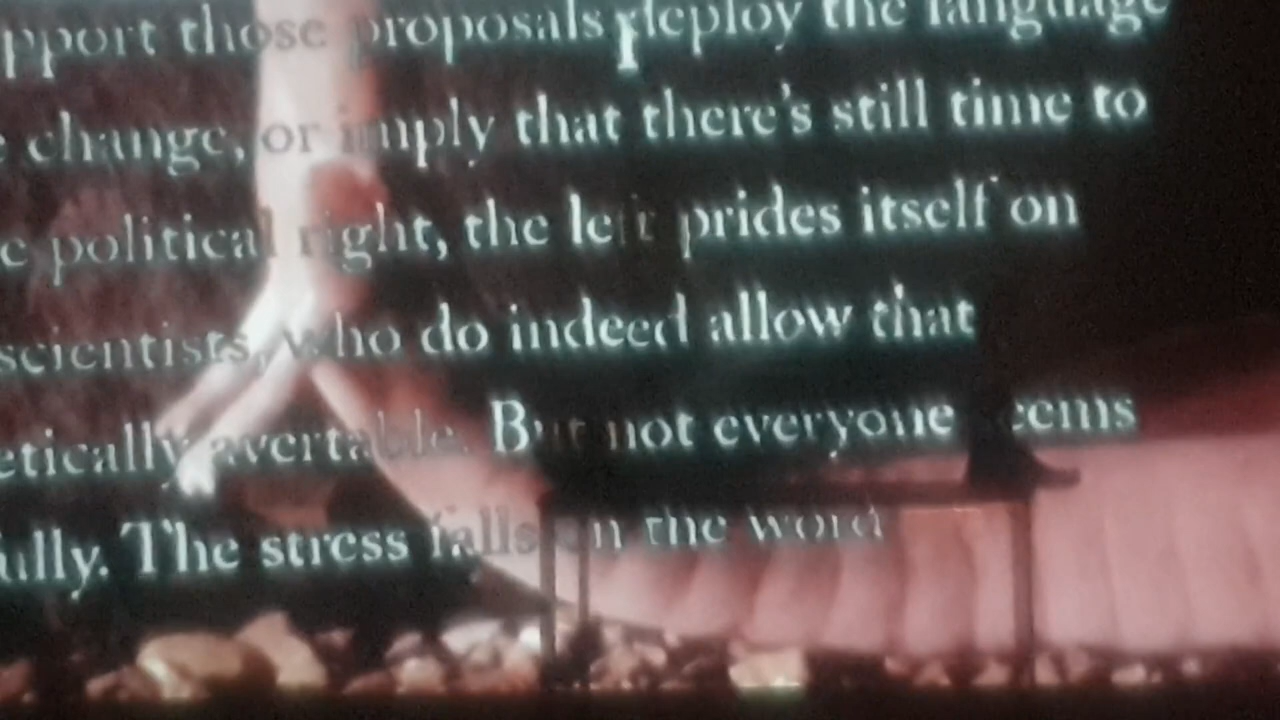 pport those proposals deploy the language
e change, or imply that there's still time to
e political right, the left prides itself on
scientists, who do indeed allow that
etically avertable. But not everyone seems
fully. The stress falls on the word